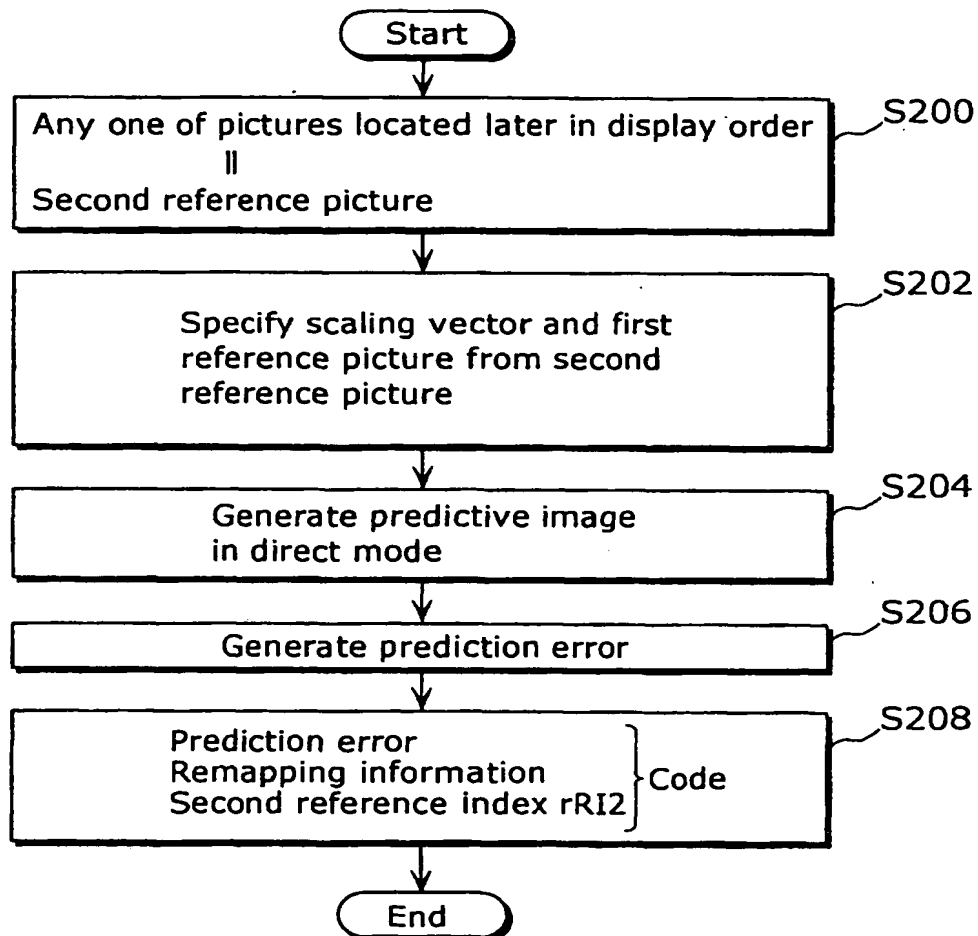 Start
Any one of pictures located later in display order
||
Second reference picture
S200
Specify scaling vector and first
reference picture from second
reference picture
S202
Generate predictive image
in direct mode
S204
Generate prediction error
S206
Prediction error
Remapping information
Second reference index rRI2
Code
S208
End